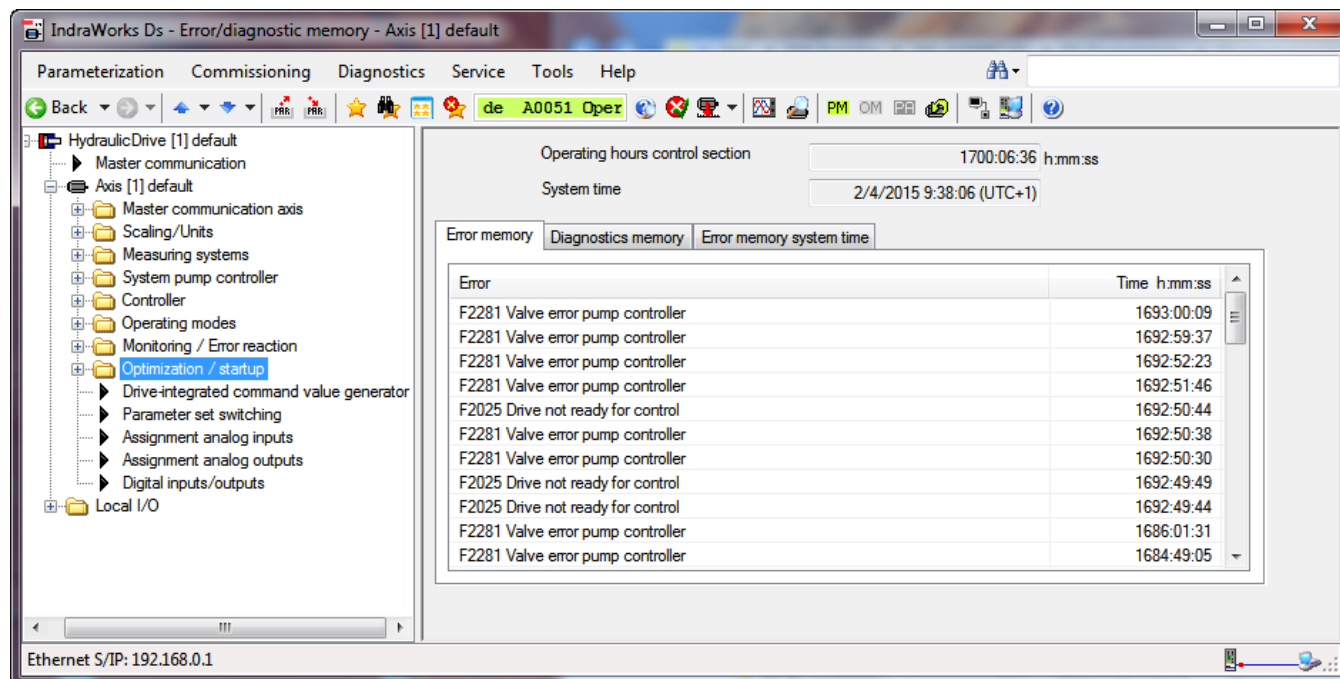 IndraWorks Ds - Error/diagnostic memory - Axis [1] default
Parameterization Commissioning Diagnostics Service Tools Help
Back PAR PAR de A0051 Oper PM OM
HydraulicDrive [1] default
Master communication
Axis [1] default
Master communication axis
Scaling/Units
Measuring systems
System pump controller
Controller
Operating modes
Monitoring / Error reaction
Optimization / startup
Drive-integrated command value generator
Parameter set switching
Assignment analog inputs
Assignment analog outputs
Digital inputs/outputs
Local I/O
Operating hours control section 1700:06:36 h:mm:ss
System time 2/4/2015 9:38:06 (UTC+1)
Error memory Diagnostics memory Error memory system time
Error Time h:mm:ss
F2281 Valve error pump controller 1693:00:09
F2281 Valve error pump controller 1692:59:37
F2281 Valve error pump controller 1692:52:23
F2281 Valve error pump controller 1692:51:46
F2025 Drive not ready for control 1692:50:44
F2281 Valve error pump controller 1692:50:38
F2281 Valve error pump controller 1692:50:30
F2025 Drive not ready for control 1692:49:49
F2025 Drive not ready for control 1692:49:44
F2281 Valve error pump controller 1686:01:31
F2281 Valve error pump controller 1684:49:05
Ethernet S/IP: 192.168.0.1